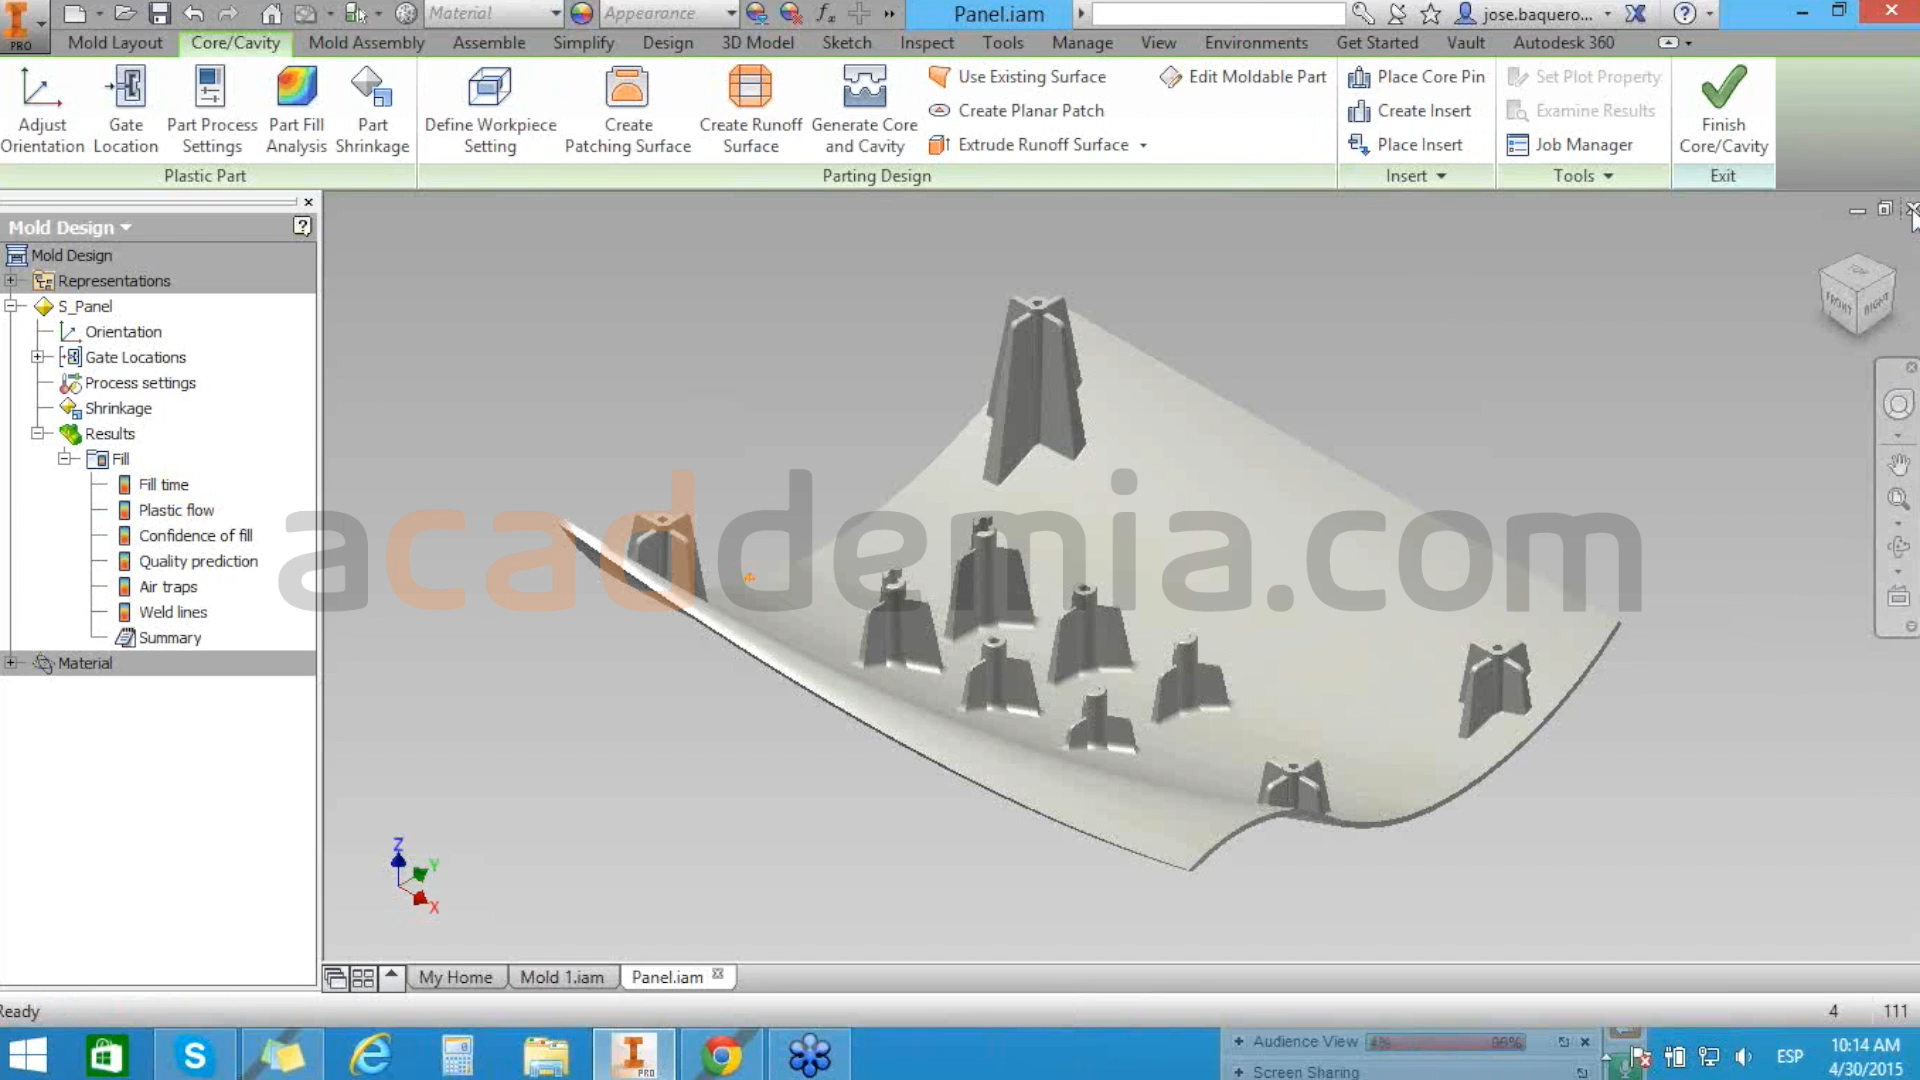 PRO
Material
Appearance
fx
Panel.iam
jose.baquero...
Mold Layout
Core/Cavity
Mold Assembly
Assemble
Simplify
Design
3D Model
Sketch
Inspect
Tools
Manage
View
Environments
Get Started
Vault
Autodesk 360
Adjust Orientation
Gate Location
Part Process Settings
Part Fill Analysis
Part Shrinkage
Define Workpiece Setting
Create Patching Surface
Create Runoff Surface
Generate Core and Cavity
Use Existing Surface
Create Planar Patch
Extrude Runoff Surface
Edit Moldable Part
Place Core Pin
Create Insert
Place Insert
Set Plot Property
Examine Results
Job Manager
Finish Core/Cavity
Plastic Part
Parting Design
Insert
Tools
Exit
Mold Design
Mold Design
Representations
S_Panel
Orientation
Gate Locations
Process settings
Shrinkage
Results
Fill
Fill time
Plastic flow
Confidence of fill
Quality prediction
Air traps
Weld lines
Summary
Material
FRONT
RIGHT
acaddemia.com
Z
Y
X
My Home
Mold 1.iam
Panel.iam
Ready
4
111
Audience View
Screen Sharing
PRO
ESP
10:14 AM
4/30/2015